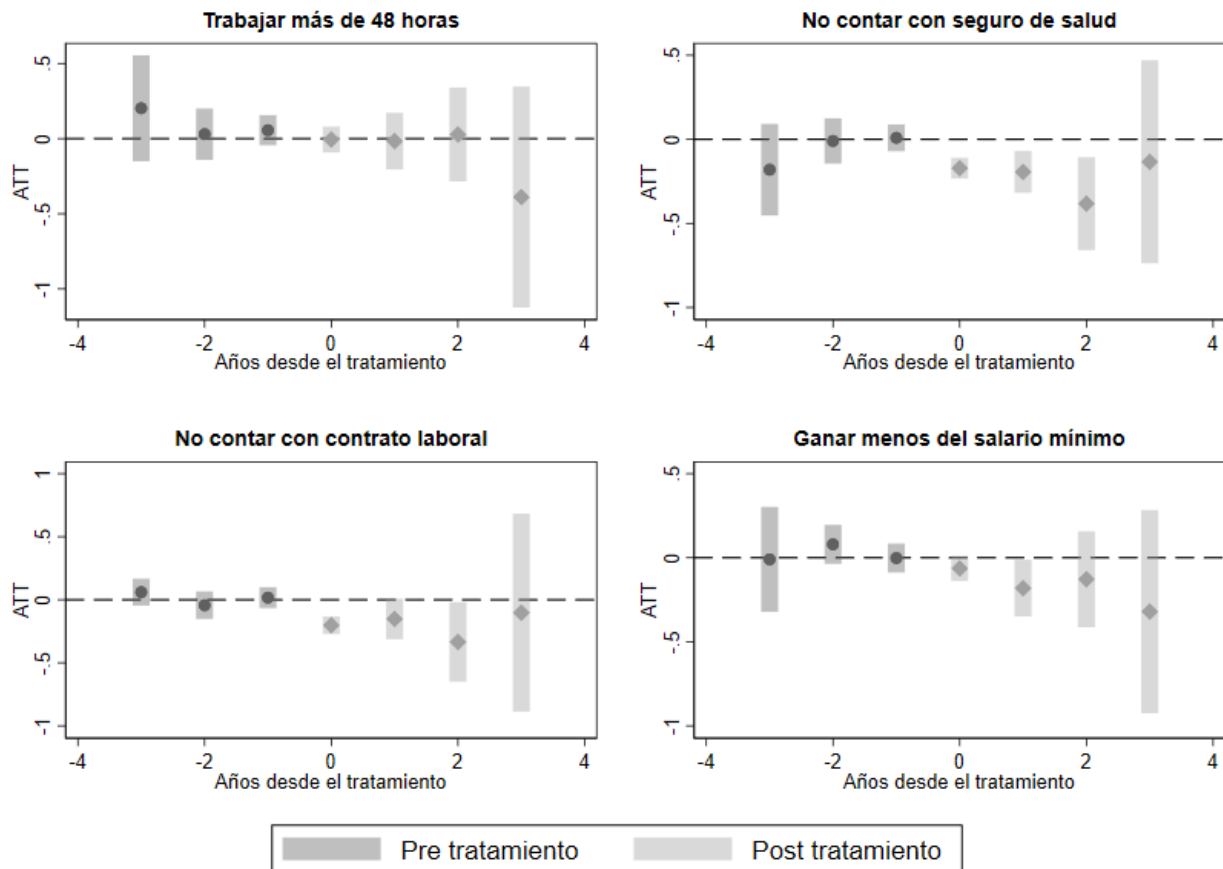 Trabajar más de 48 horas
ATT
.5
0
-.5
-1
-4 -2 0 2 4
Años desde el tratamiento
No contar con seguro de salud
ATT
.5
0
-.5
-1
-4 -2 0 2 4
Años desde el tratamiento
No contar con contrato laboral
ATT
1
.5
0
-.5
-1
-4 -2 0 2 4
Años desde el tratamiento
Ganar menos del salario mínimo
ATT
.5
0
-.5
-1
-4 -2 0 2 4
Años desde el tratamiento
Pre tratamiento Post tratamiento